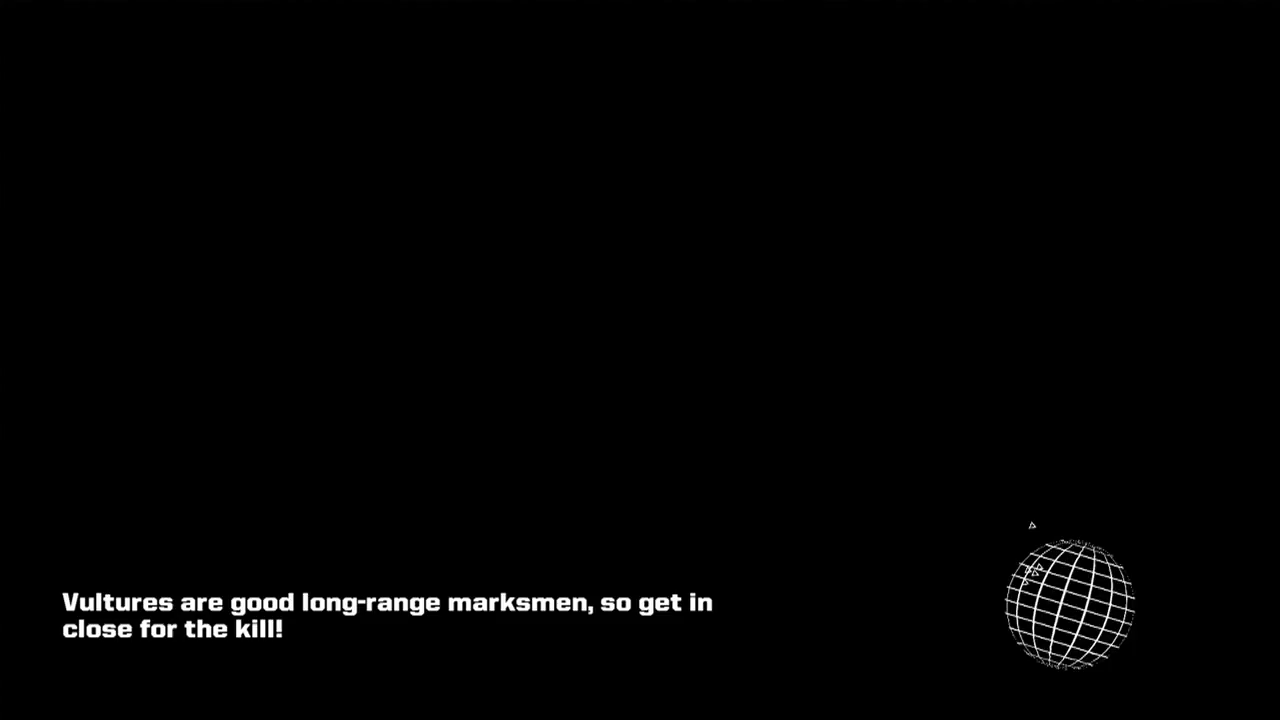 Vultures are good long-range marksmen, so get in
close for the kill!